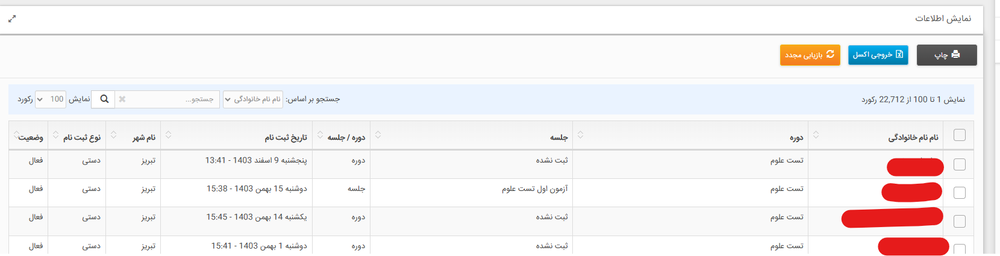 نمایش اطلاعات
چاپ خروجی اکسل بازیابی مجدد
نمایش 1 تا 100 از 22,712 رکورد جستجو بر اساس: نام نام خانوادگی جستجو... نمایش 100 رکورد
نام نام خانوادگی دوره جلسه دوره / جلسه تاریخ ثبت نام نام شهر نوع ثبت نام وضعیت
تست علوم ثبت نشده دوره پنجشنبه 9 اسفند 1403 - 13:41 تبریز دستی فعال
تست علوم آزمون اول تست علوم جلسه دوشنبه 15 بهمن 1403 - 15:38 تبریز دستی فعال
تست علوم ثبت نشده دوره یکشنبه 14 بهمن 1403 - 15:45 تبریز دستی فعال
تست علوم ثبت نشده دوره دوشنبه 1 بهمن 1403 - 15:41 تبریز دستی فعال